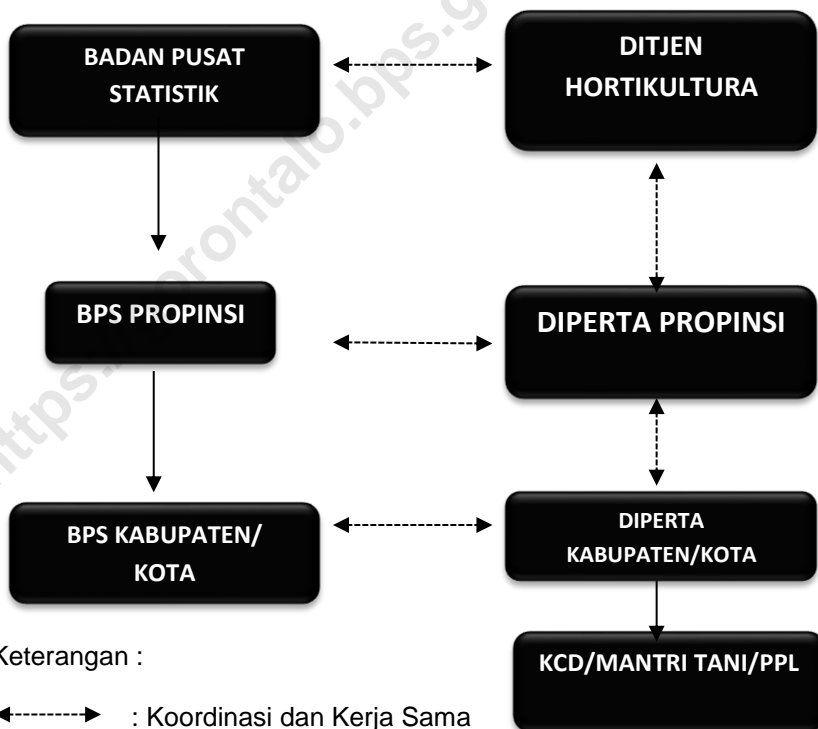 BADAN PUSAT
STATISTIK
DITJEN
HORTIKULTURA
BPS PROPINSI
DIPERTA PROPINSI
BPS KABUPATEN/
KOTA
DIPERTA
KABUPATEN/KOTA
KCD/MANTRI TANI/PPL
Keterangan :
: Koordinasi dan Kerja Sama